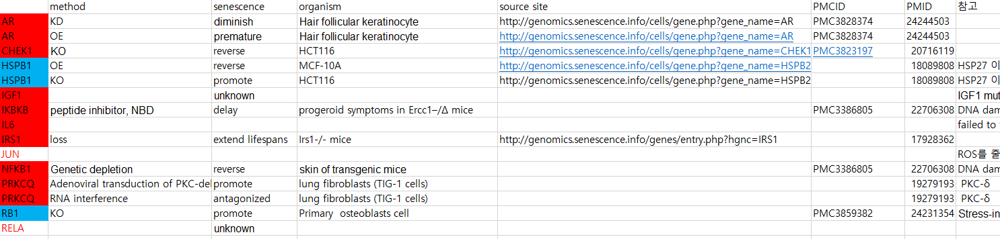 method senescence organism source site PMCID PMID 참고
AR KD diminish Hair follicular keratinocyte http://genomics.senescence.info/cells/gene.php?gene_name=AR PMC3828374 24244503
AR OE premature Hair follicular keratinocyte http://genomics.senescence.info/cells/gene.php?gene_name=AR PMC3828374 24244503
CHEK1 KO reverse HCT116 http://genomics.senescence.info/cells/gene.php?gene_name=CHEK1 PMC3823197 20716119
HSPB1 OE reverse MCF-10A http://genomics.senescence.info/cells/gene.php?gene_name=HSPB2 18089808 HSP27 이
HSPB1 KO promote HCT116 http://genomics.senescence.info/cells/gene.php?gene_name=HSPB2 18089808 HSP27 이
IGF1 unknown IGF1 mut
IKBKB peptide inhibitor, NBD delay progeroid symptoms in Ercc1–/Δ mice PMC3386805 22706308 DNA dam
IL6 failed to
IRS1 loss extend lifespans Irs1-/- mice http://genomics.senescence.info/genes/entry.php?hgnc=IRS1 17928362
JUN ROS를 줄
NFKB1 Genetic depletion reverse skin of transgenic mice PMC3386805 22706308 DNA dam
PRKCQ Adenoviral transduction of PKC-del promote lung fibroblasts (TIG-1 cells) 19279193 PKC-δ
PRKCQ RNA interference antagonized lung fibroblasts (TIG-1 cells) 19279193 PKC-δ
RB1 KO promote Primary osteoblasts cell PMC3859382 24231354 Stress-in
RELA unknown